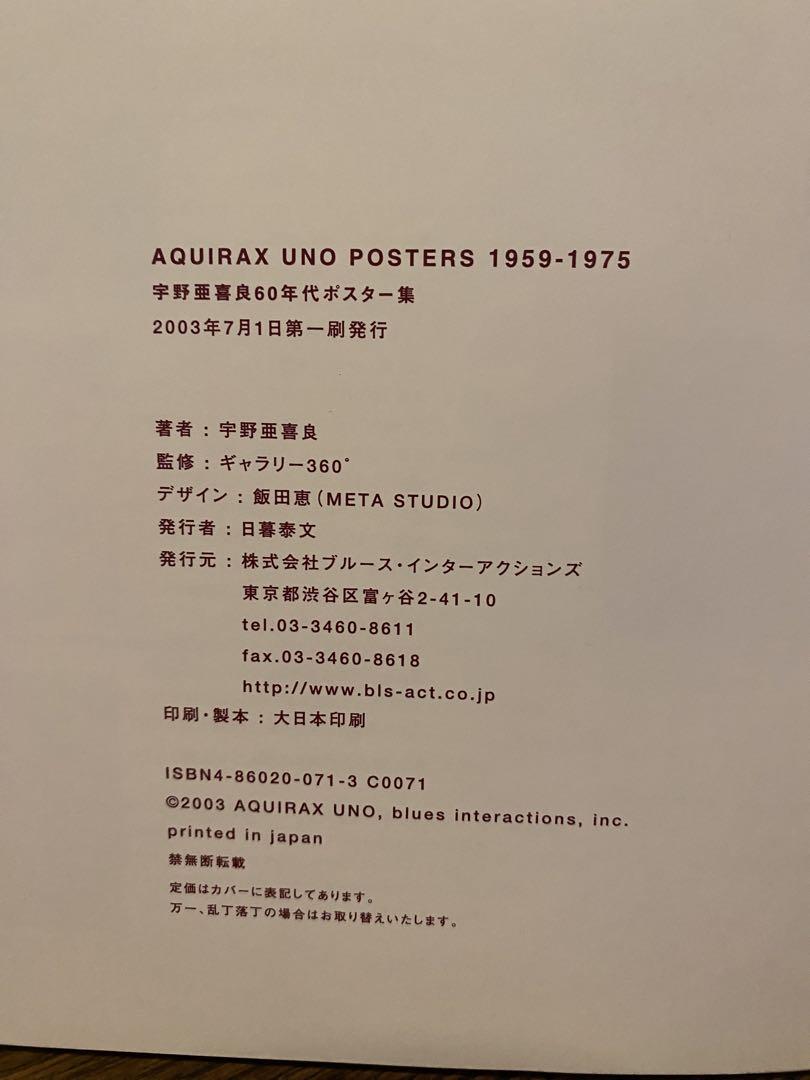 AQUIRAX UNO POSTERS 1959-1975
宇野亜喜良60年代ポスター集
2003年7月1日第一刷発行
著者：宇野亜喜良
監修：ギャラリー360°
デザイン：飯田恵（META STUDIO）
発行者：日暮泰文
発行元：株式会社ブルース・インターアクションズ
東京都渋谷区富ヶ谷2-41-10
tel.03-3460-8611
fax.03-3460-8618
http://www.bls-act.co.jp
印刷・製本：大日本印刷
ISBN4-86020-071-3 C0071
©2003 AQUIRAX UNO, blues interactions, inc.
printed in japan
禁無断転載
定価はカバーに表記してあります。
万一、乱丁落丁の場合はお取り替えいたします。